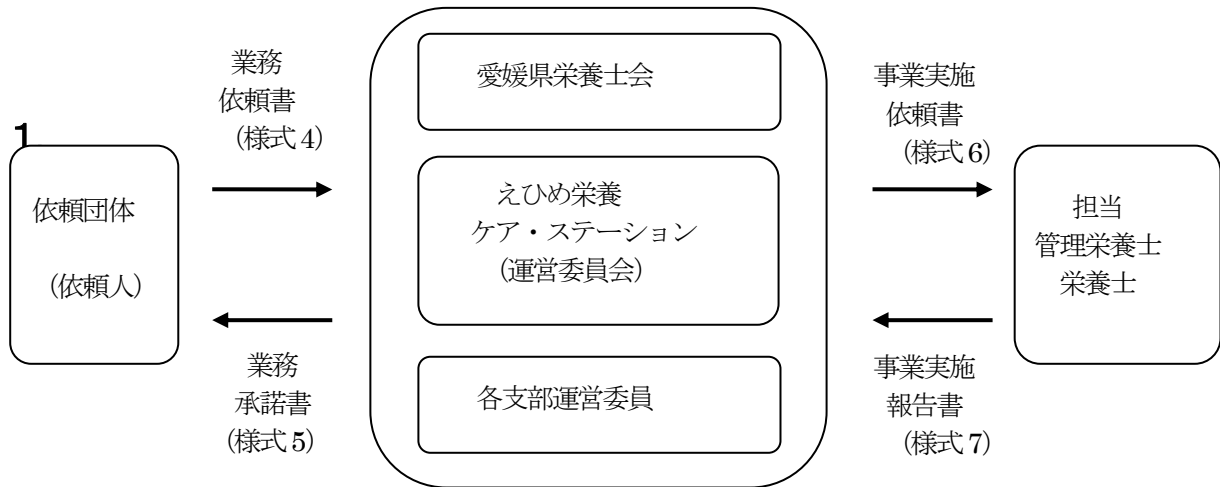 1
依頼団体
（依頼人）
業務
依頼書
（様式4）
業務
承諾書
（様式5）
愛媛県栄養士会
えひめ栄養
ケア・ステーション
（運営委員会）
各支部運営委員
事業実施
依頼書
（様式6）
事業実施
報告書
（様式7）
担当
管理栄養士
栄養士